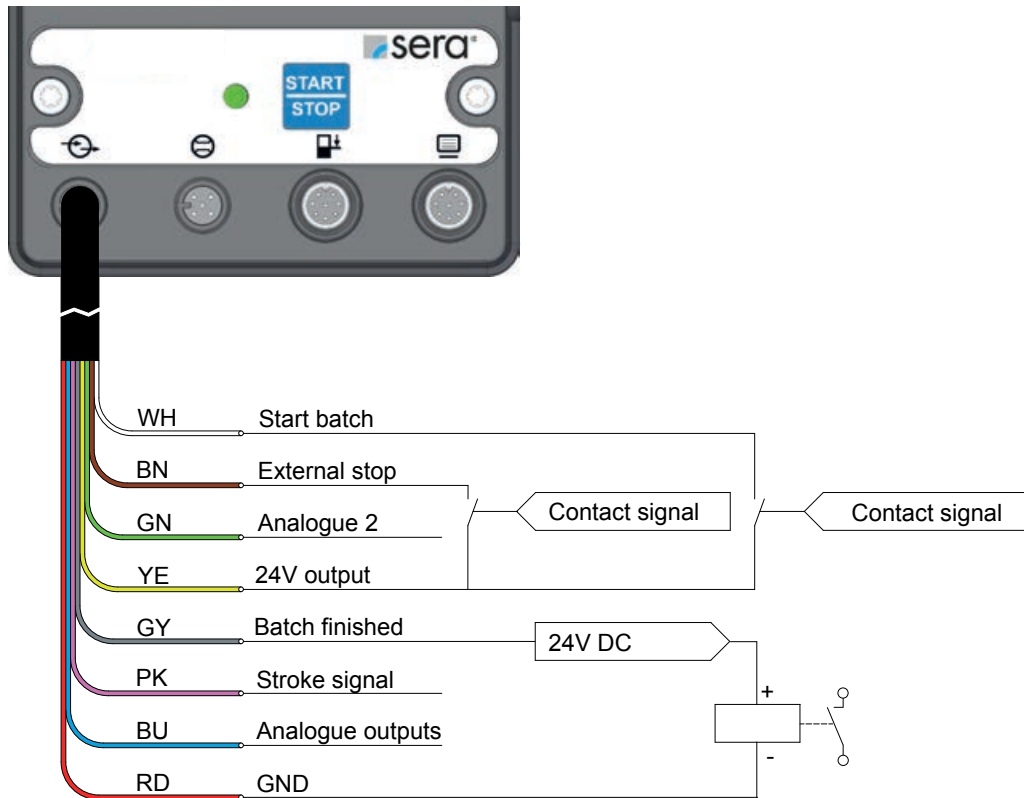 sera®
START
STOP
WH Start batch
BN External stop
Contact signal
Contact signal
GN Analogue 2
YE 24V output
GY Batch finished
24V DC
PK Stroke signal
+
BU Analogue outputs
-
RD GND